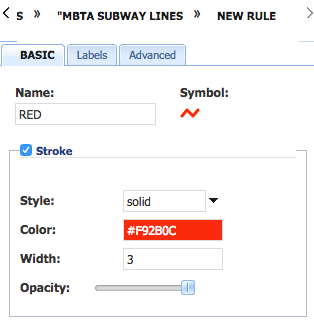 S » "MBTA SUBWAY LINES » NEW RULE
BASIC Labels Advanced
Name: Symbol:
RED
Stroke
Style: solid
Color: #F92B0C
Width: 3
Opacity: